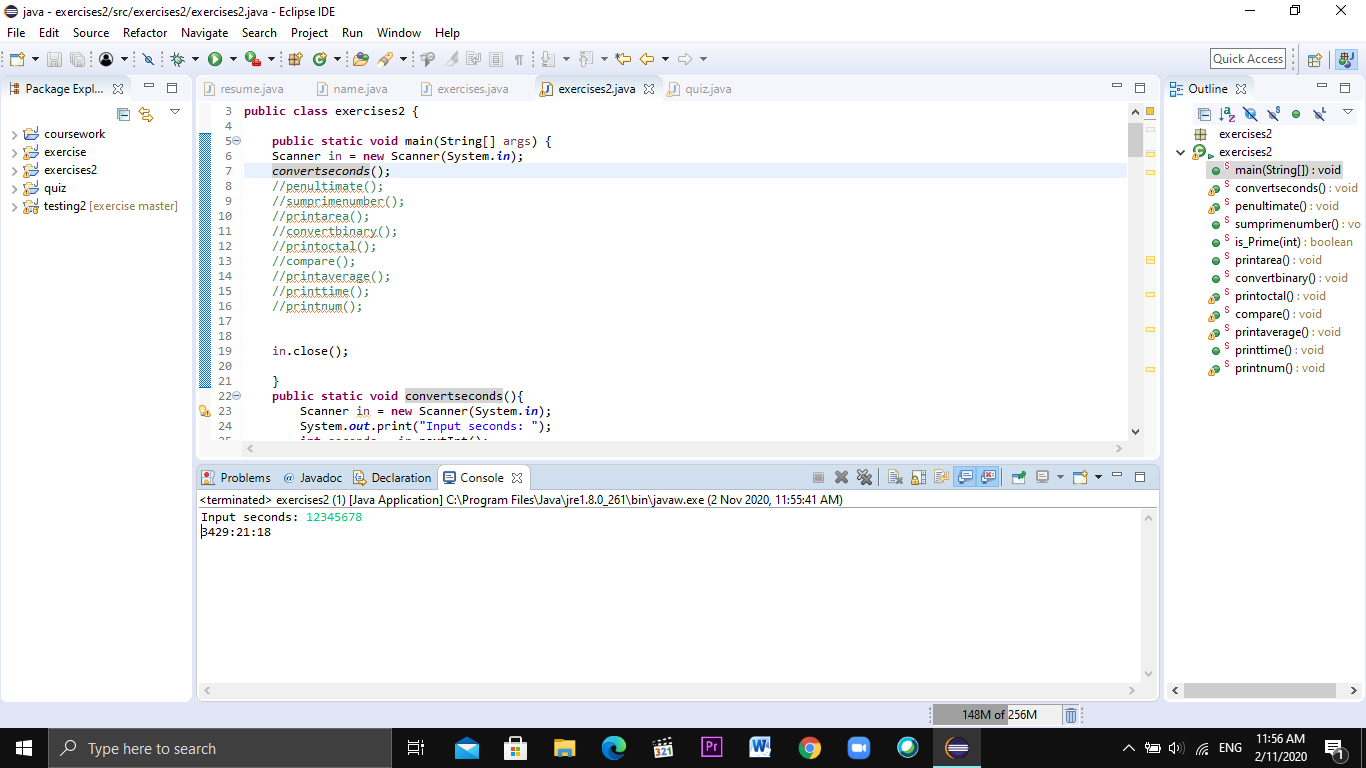 java - exercises2/src/exercises2/exercises2.java - Eclipse IDE
File Edit Source Refactor Navigate Search Project Run Window Help
Quick Access
Package Expl...
coursework
exercise
exercises2
quiz
testing2 [exercise master]
resume.java name.java exercises.java exercises2.java quiz.java
3 public class exercises2 {
4
5 public static void main(String[] args) {
6 Scanner in = new Scanner(System.in);
7 convertseconds();
8 //penultimate();
9 //sumprimenumber();
10 //printarea();
11 //convertbinary();
12 //printoctal();
13 //compare();
14 //printaverage();
15 //printtime();
16 //printnum();
17
18
19 in.close();
20
21 }
22 public static void convertseconds(){
23 Scanner in = new Scanner(System.in);
24 System.out.print("Input seconds: ");
Outline
exercises2
exercises2
main(String[]) : void
convertseconds() : void
penultimate() : void
sumprimenumber() : vo
is_Prime(int) : boolean
printarea() : void
convertbinary() : void
printoctal() : void
compare() : void
printaverage() : void
printtime() : void
printnum() : void
Problems @ Javadoc Declaration Console
<terminated> exercises2 (1) [Java Application] C:\Program Files\Java\jre1.8.0_261\bin\javaw.exe (2 Nov 2020, 11:55:41 AM)
Input seconds: 12345678
3429:21:18
148M of 256M
Type here to search
321
Pr
W
ENG
11:56 AM
2/11/2020
1